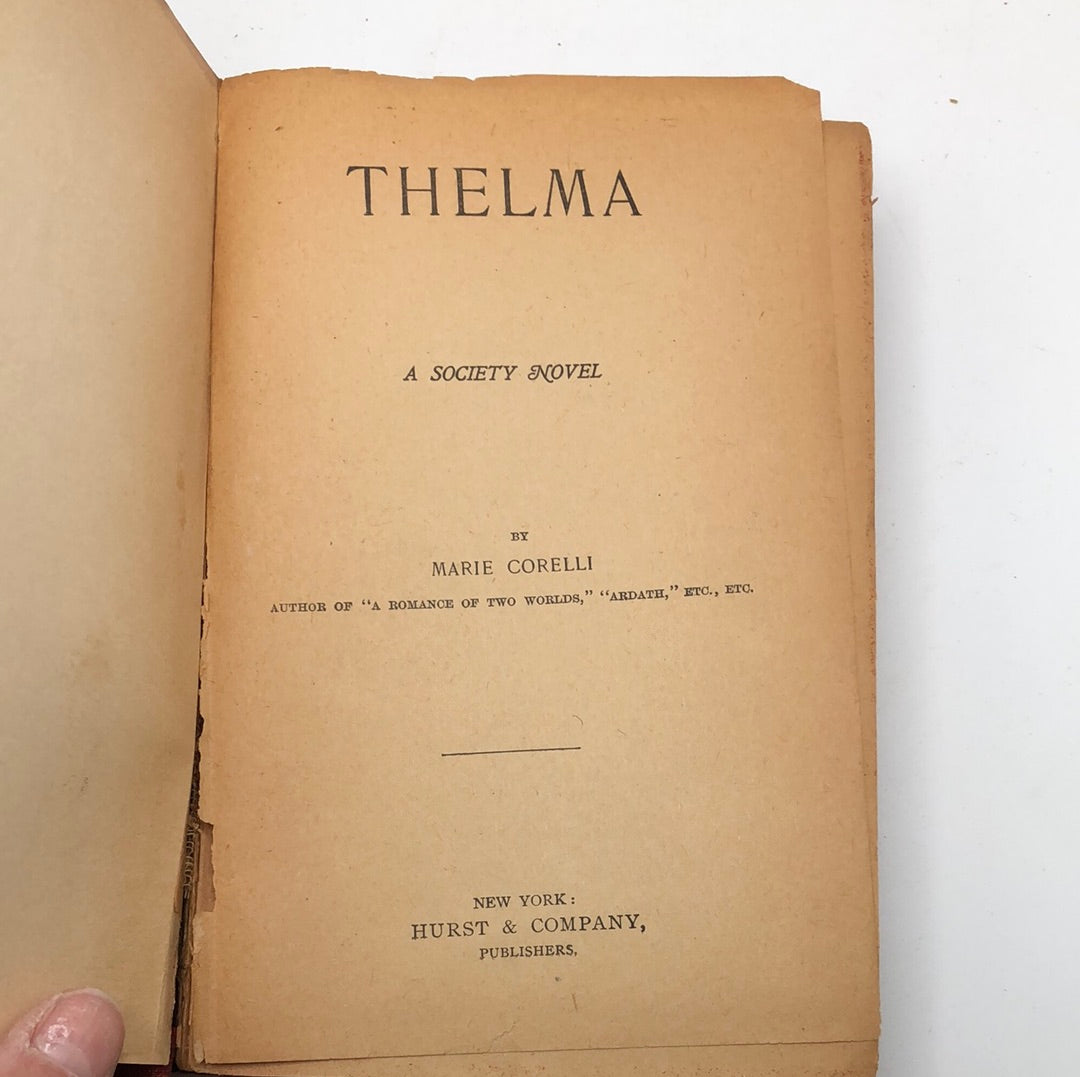 THELMA
A SOCIETY NOVEL
BY
MARIE CORELLI
AUTHOR OF "A ROMANCE OF TWO WORLDS," "ARDATH," ETC., ETC.
NEW YORK:
HURST & COMPANY,
PUBLISHERS,